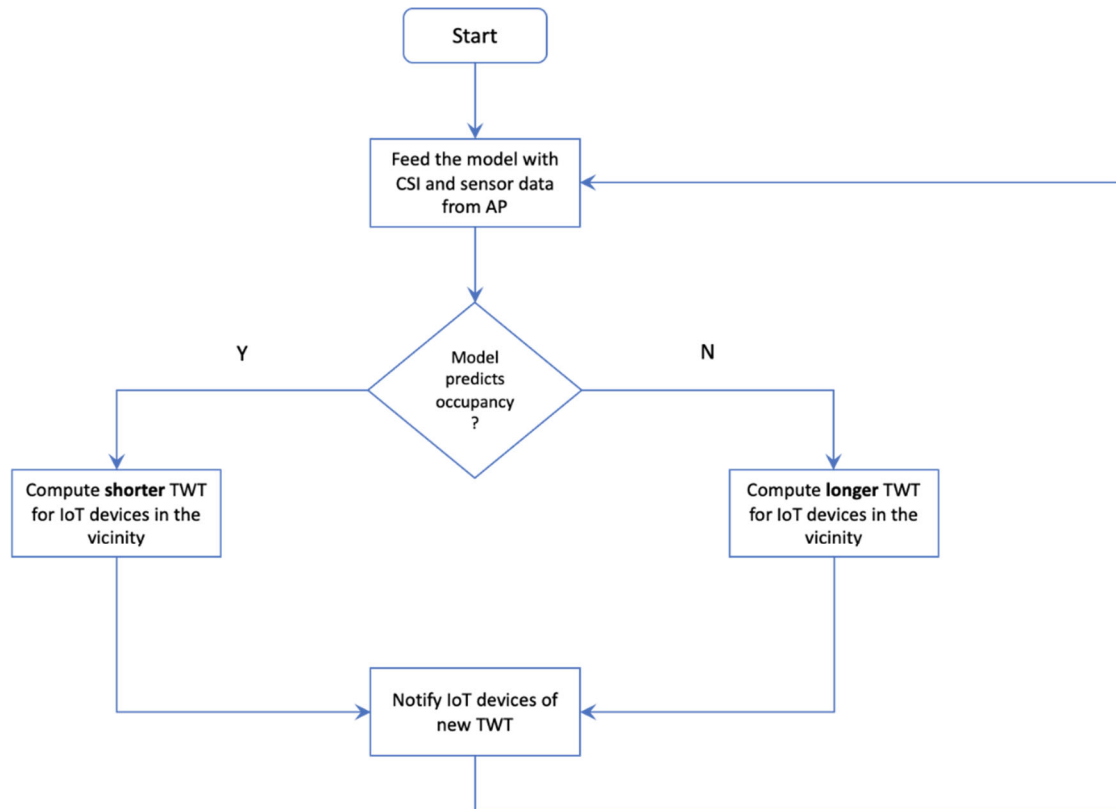 Start
Feed the model with
CSI and sensor data
from AP
Y
N
Model
predicts
occupancy
?
Compute shorter TWT
for IoT devices in the
vicinity
Compute longer TWT
for IoT devices in the
vicinity
Notify IoT devices of
new TWT